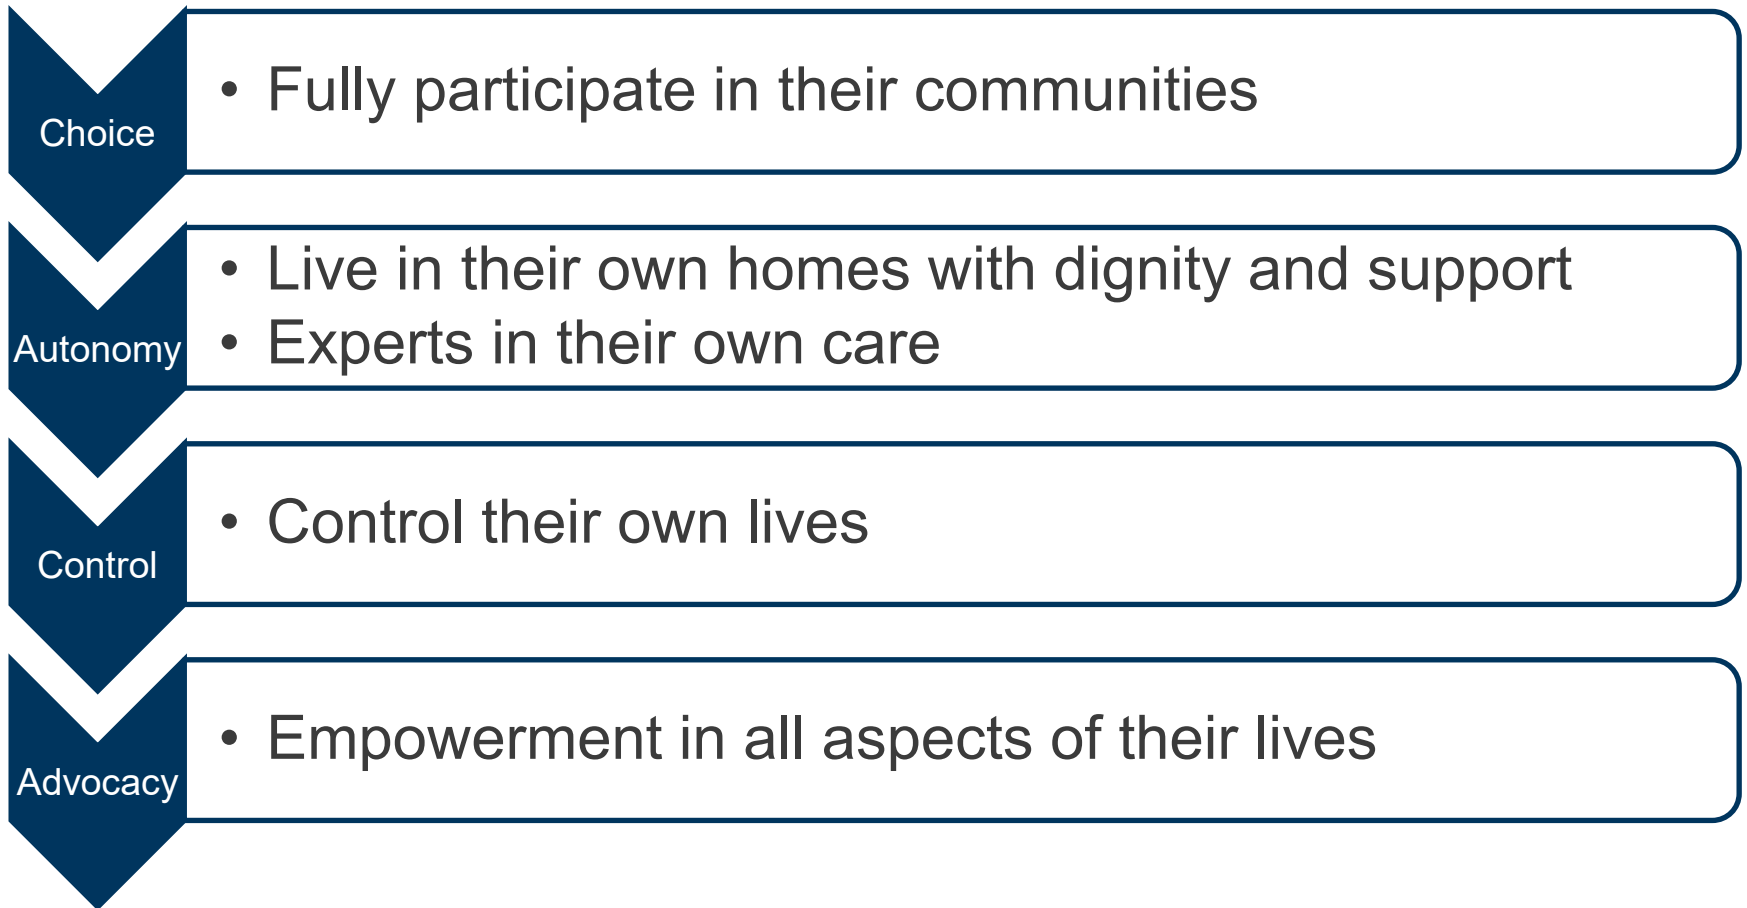 Choice
• Fully participate in their communities
Autonomy
• Live in their own homes with dignity and support
• Experts in their own care
Control
• Control their own lives
Advocacy
• Empowerment in all aspects of their lives